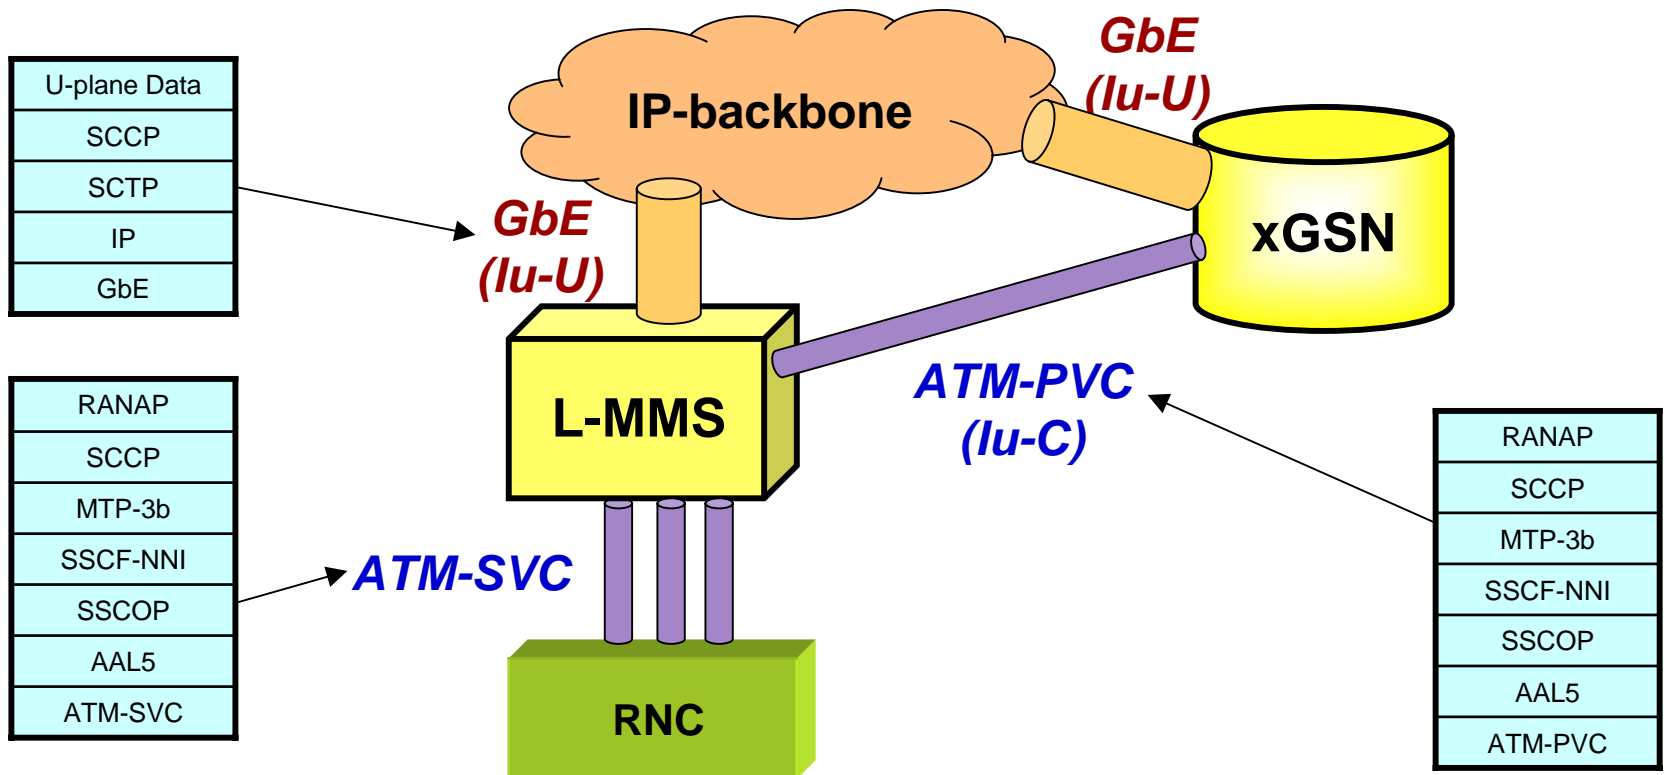 U-plane Data
SCCP
SCTP
IP
GbE
RANAP
SCCP
MTP-3b
SSCF-NNI
SSCOP
AAL5
ATM-SVC
IP-backbone
GbE
(Iu-U)
GbE
(Iu-U)
xGSN
L-MMS
ATM-PVC
(Iu-C)
ATM-SVC
RNC
RANAP
SCCP
MTP-3b
SSCF-NNI
SSCOP
AAL5
ATM-PVC